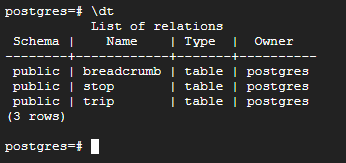 postgres=# \dt
List of relations
Schema | Name | Type | Owner
--------+------------+-------+----------
public | breadcrumb | table | postgres
public | stop | table | postgres
public | trip | table | postgres
(3 rows)
postgres=#